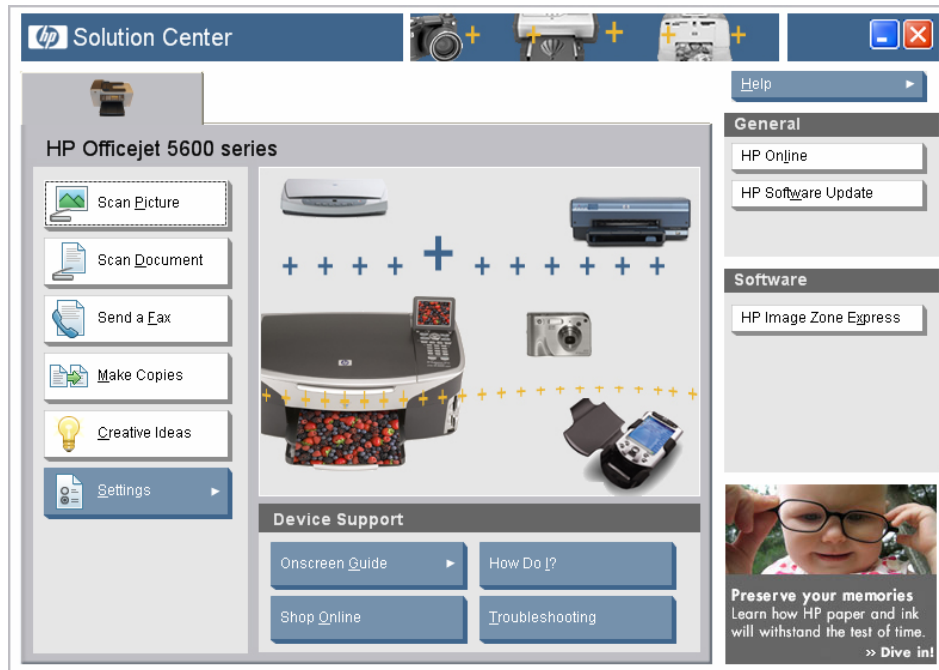 hp Solution Center
Help
HP Officejet 5600 series
Scan Picture
Scan Document
Send a Fax
Make Copies
Creative Ideas
Settings
Device Support
Onscreen Guide
How Do I?
Shop Online
Troubleshooting
General
HP Online
HP Software Update
Software
HP Image Zone Express
Preserve your memories
Learn how HP paper and ink
will withstand the test of time.
>> Dive in!